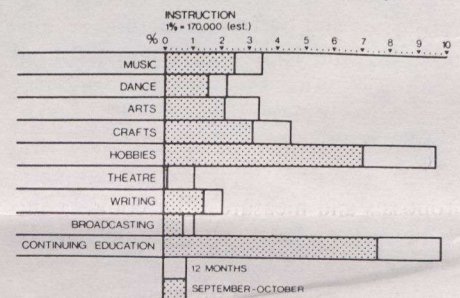 INSTRUCTION
1% = 170,000 (est.)
% 0 1 2 3 4 5 6 7 8 9 10
MUSIC
DANCE
ARTS
CRAFTS
HOBBIES
THEATRE
WRITING
BROADCASTING
CONTINUING EDUCATION
12 MONTHS
SEPTEMBER-OCTOBER